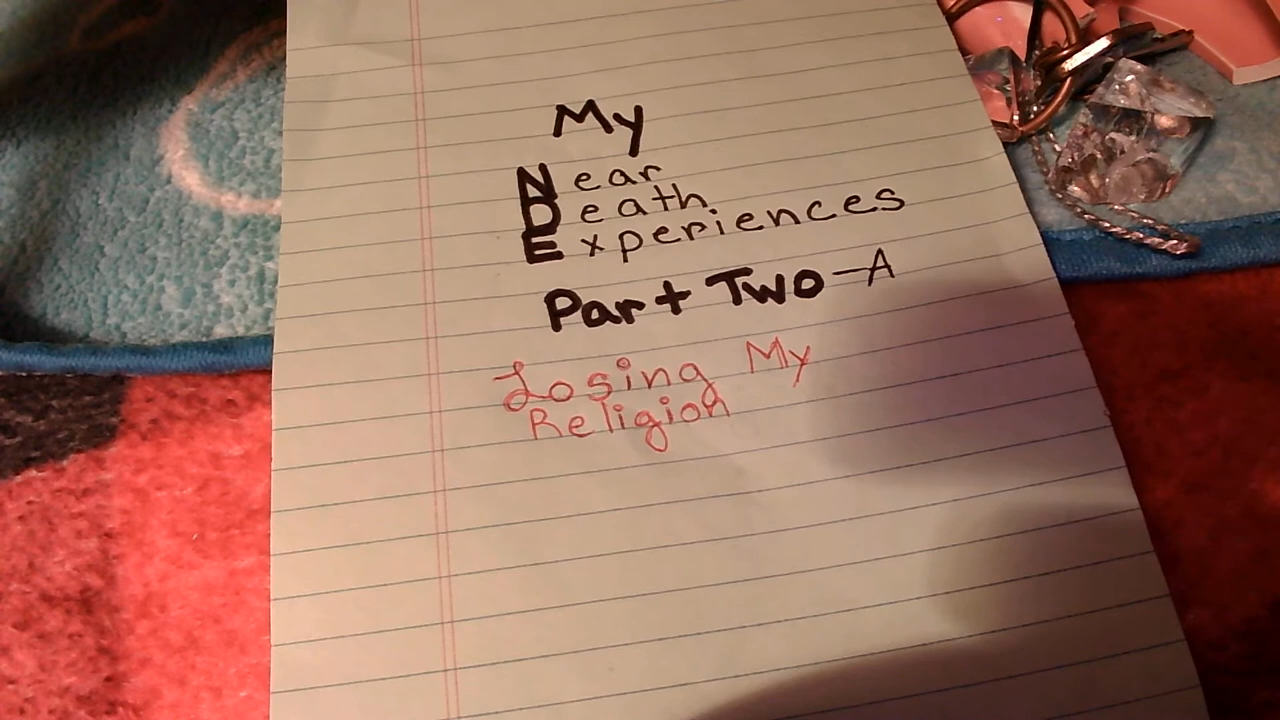 My
Near
Death
Experiences
Part Two-A
Losing My
Religion